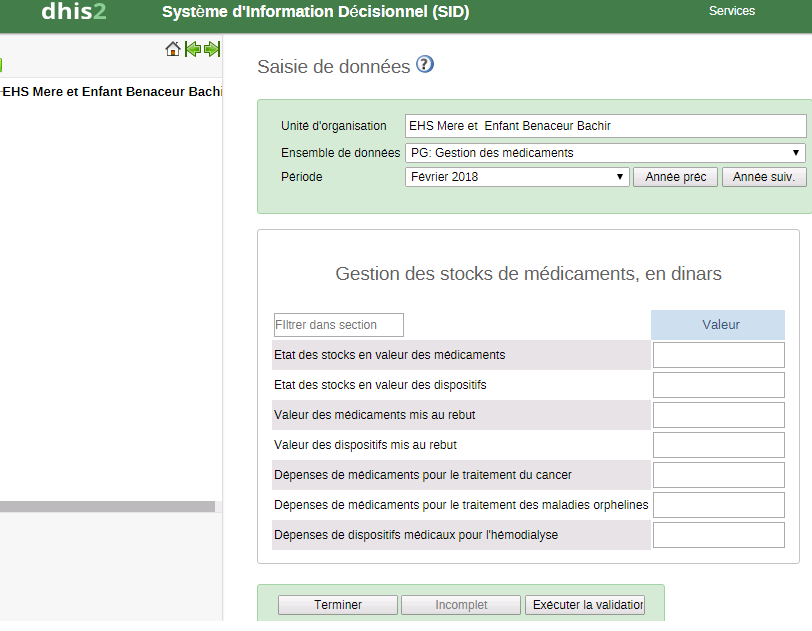 dhis2 Système d'Information Décisionnel (SID) Services
EHS Mere et Enfant Benaceur Bachi
Saisie de données ?
Unité d'organisation EHS Mere et Enfant Benaceur Bachir
Ensemble de données PG: Gestion des médicaments
Période Février 2018 Année préc Année suiv.
Gestion des stocks de médicaments, en dinars
FIltrer dans section Valeur
Etat des stocks en valeur des médicaments
Etat des stocks en valeur des dispositifs
Valeur des médicaments mis au rebut
Valeur des dispositifs mis au rebut
Dépenses de médicaments pour le traitement du cancer
Dépenses de médicaments pour le traitement des maladies orphelines
Dépenses de dispositifs médicaux pour l'hémodialyse
Terminer Incomplet Exécuter la validation